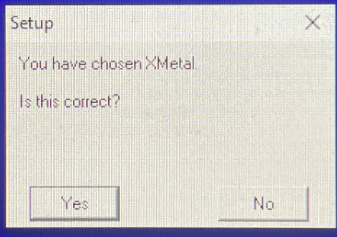 Setup
You have chosen XMetal.
Is this correct?
Yes
No